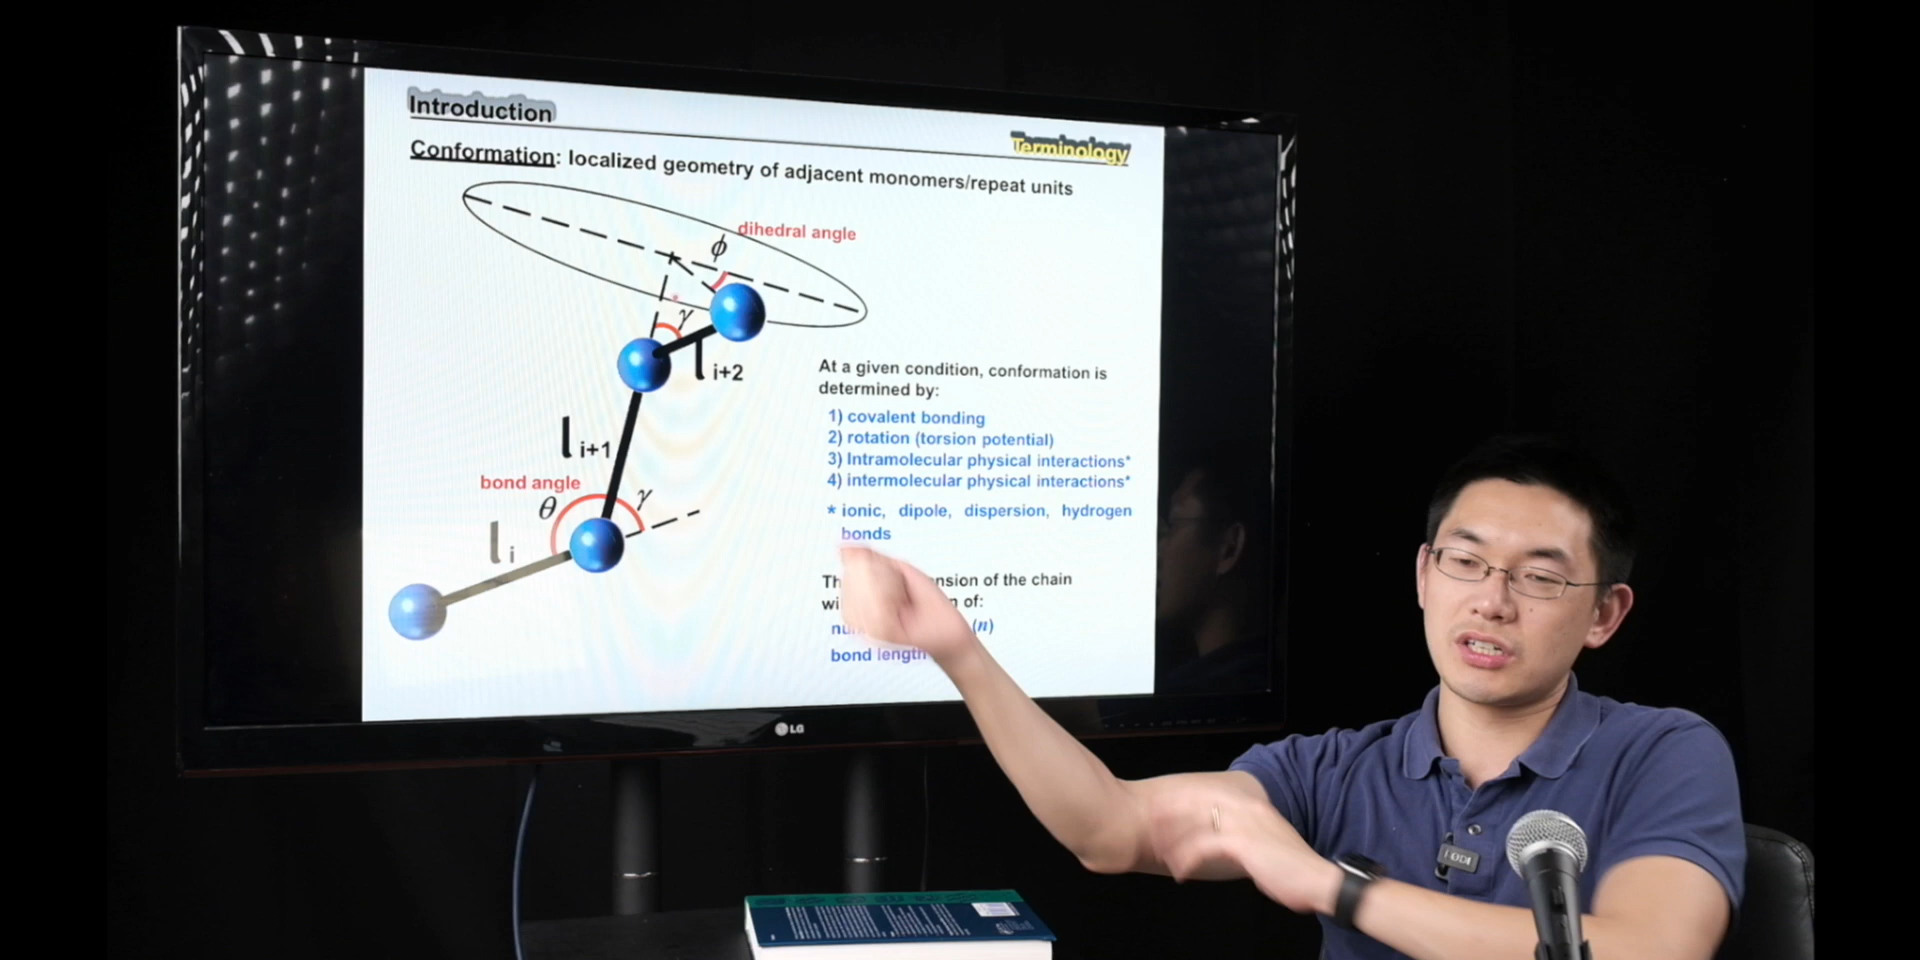 Introduction
Terminology
Conformation: localized geometry of adjacent monomers/repeat units
dihedral angle
ϕ
γ
l i+2
l i+1
bond angle
θ
γ
l i
At a given condition, conformation is
determined by:
1) covalent bonding
2) rotation (torsion potential)
3) Intramolecular physical interactions*
4) intermolecular physical interactions*
* ionic, dipole, dispersion, hydrogen
bonds
of the chain
of:
(n)
bond length
LG